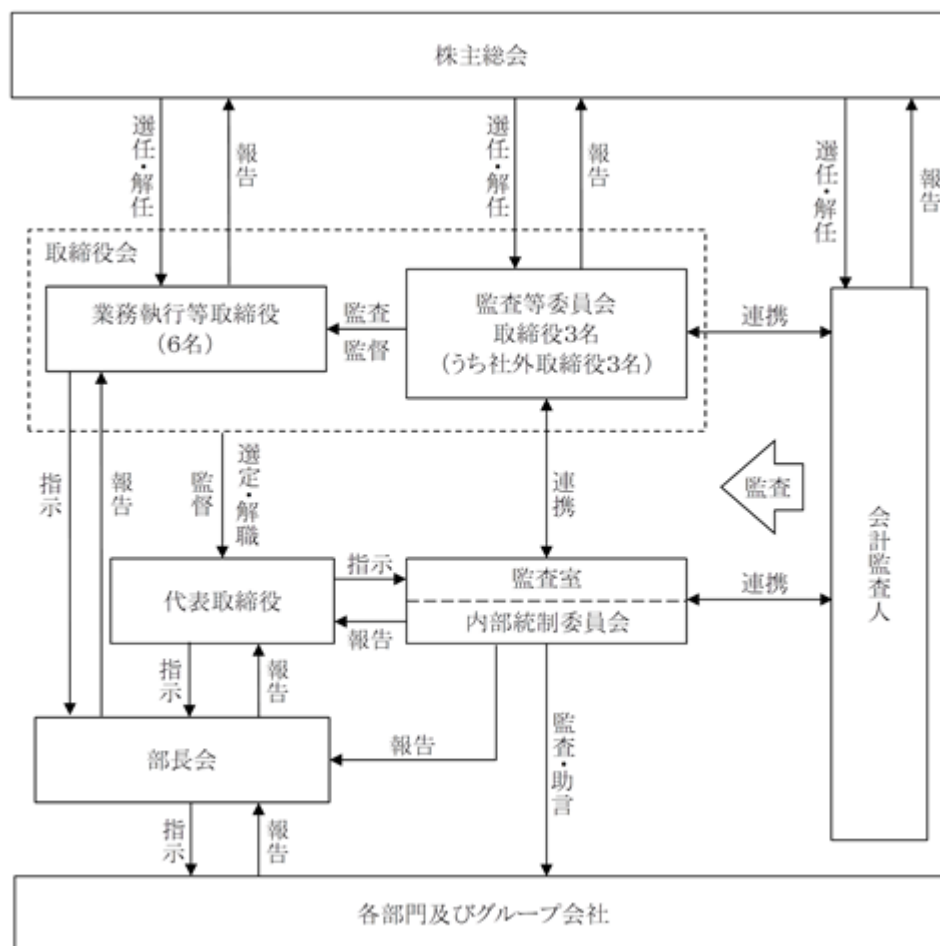 株主総会
選任・解任
報告
選任・解任
報告
選任・解任
報告
取締役会
業務執行等取締役
（6名）
監査
監督
監査等委員会
取締役3名
（うち社外取締役3名）
連携
会計監査人
指示
報告
監督
選定・解職
連携
監査
代表取締役
指示
報告
監査室
内部統制委員会
連携
指示
報告
部長会
報告
監査・助言
指示
報告
各部門及びグループ会社